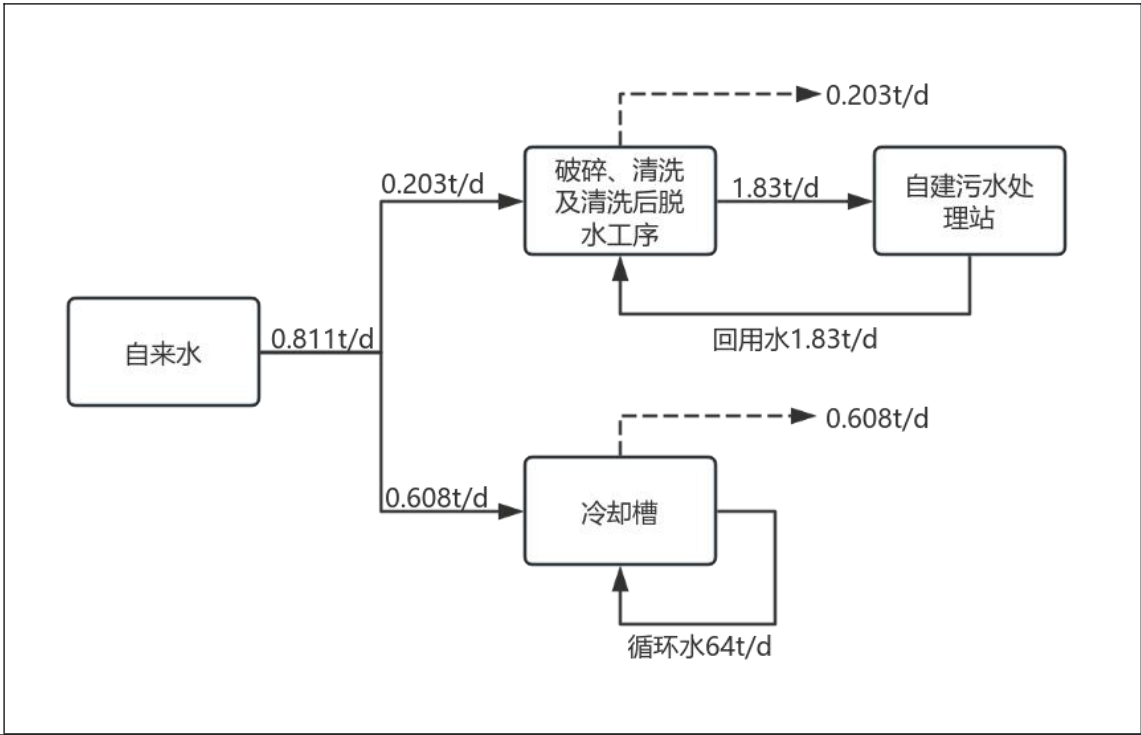 0.203t/d
破碎、清洗
及清洗后脱
水工序
0.203t/d
1.83t/d
自建污水处
理站
回用水1.83t/d
自来水
0.811t/d
0.608t/d
0.608t/d
冷却槽
循环水64t/d